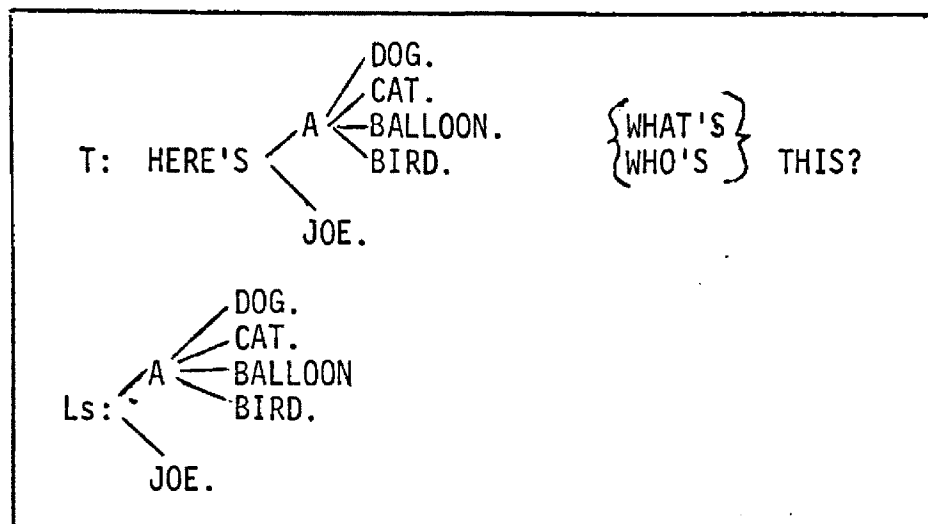 DOG.
CAT.
A BALLOON. {WHAT'S}
T: HERE'S BIRD. {WHO'S} THIS?
JOE.
DOG.
CAT.
A BALLOON
Ls: BIRD.
JOE.